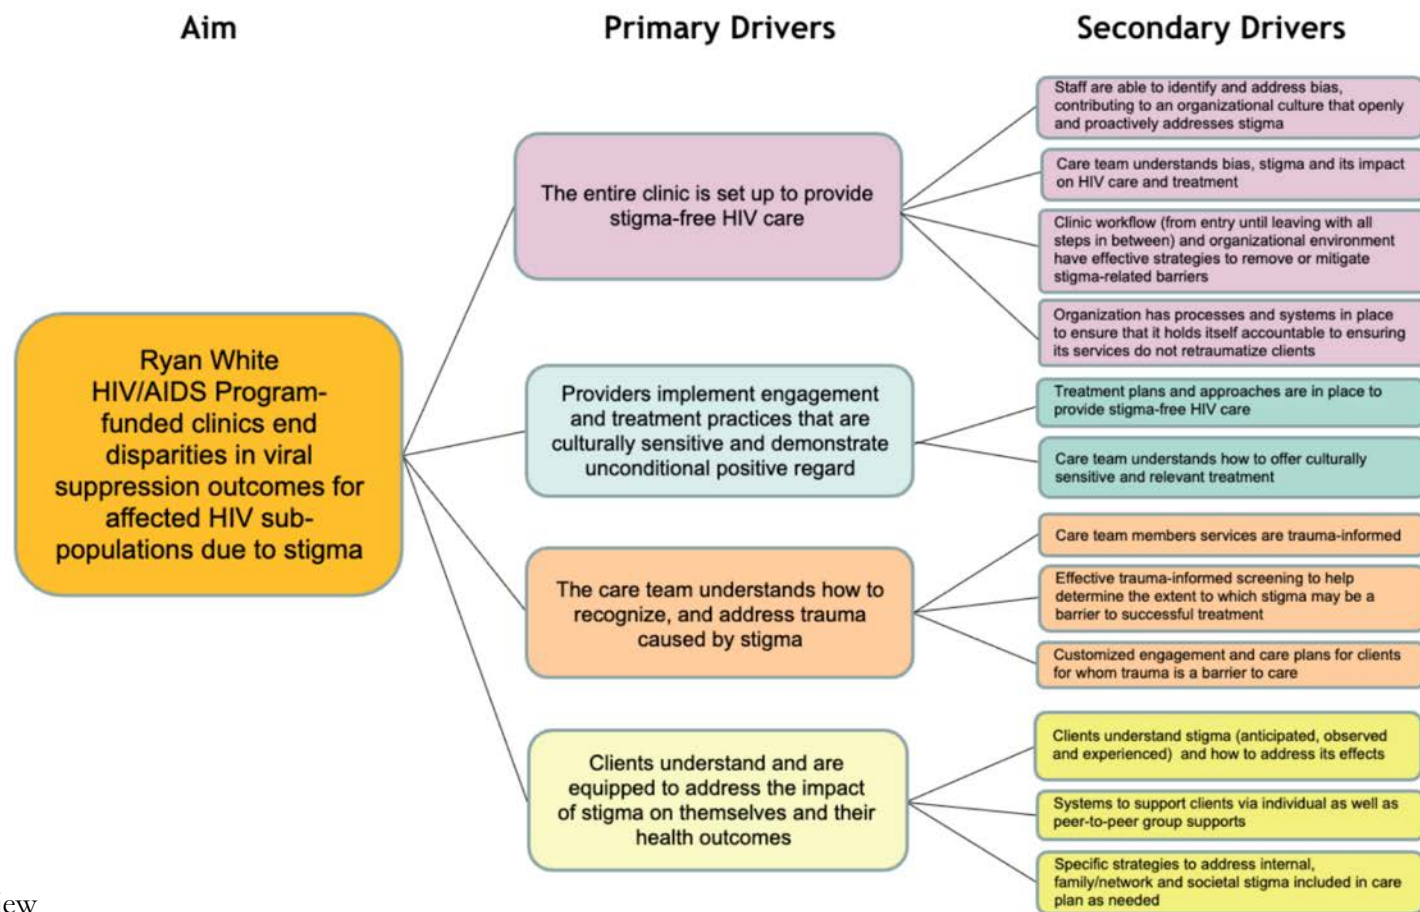 Aim
Primary Drivers
Secondary Drivers
Ryan White
HIV/AIDS Program-
funded clinics end
disparities in viral
suppression outcomes for
affected HIV sub-
populations due to stigma
The entire clinic is set up to provide
stigma-free HIV care
Staff are able to identify and address bias,
contributing to an organizational culture that openly
and proactively addresses stigma
Care team understands bias, stigma and its impact
on HIV care and treatment
Clinic workflow (from entry until leaving with all
steps in between) and organizational environment
have effective strategies to remove or mitigate
stigma-related barriers
Organization has processes and systems in place
to ensure that it holds itself accountable to ensuring
its services do not retraumatize clients
Providers implement engagement
and treatment practices that are
culturally sensitive and demonstrate
unconditional positive regard
Treatment plans and approaches are in place to
provide stigma-free HIV care
Care team understands how to offer culturally
sensitive and relevant treatment
The care team understands how to
recognize, and address trauma
caused by stigma
Care team members services are trauma-informed
Effective trauma-informed screening to help
determine the extent to which stigma may be a
barrier to successful treatment
Customized engagement and care plans for clients
for whom trauma is a barrier to care
Clients understand and are
equipped to address the impact
of stigma on themselves and their
health outcomes
Clients understand stigma (anticipated, observed
and experienced) and how to address its effects
Systems to support clients via individual as well as
peer-to-peer group supports
Specific strategies to address internal,
family/network and societal stigma included in care
plan as needed